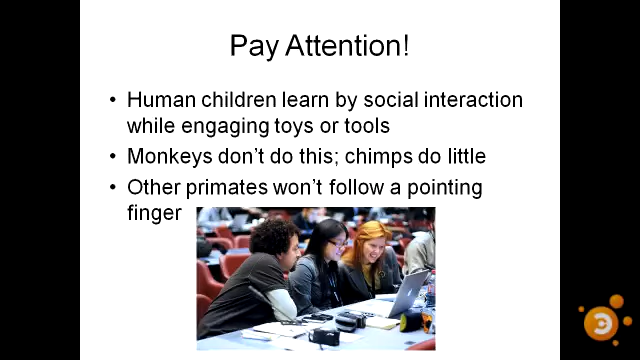 Pay Attention!
• Human children learn by social interaction
while engaging toys or tools
• Monkeys don't do this; chimps do little
• Other primates won't follow a pointing
finger